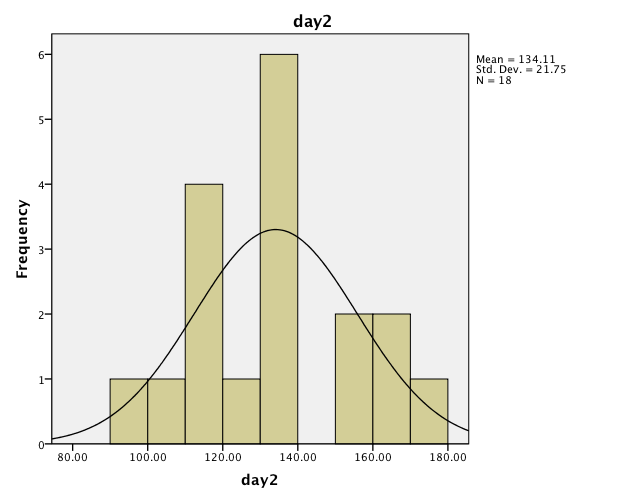 day2
Mean = 134.11
Std. Dev. = 21.75
N = 18
Frequency
6
5
4
3
2
1
0
80.00 100.00 120.00 140.00 160.00 180.00
day2